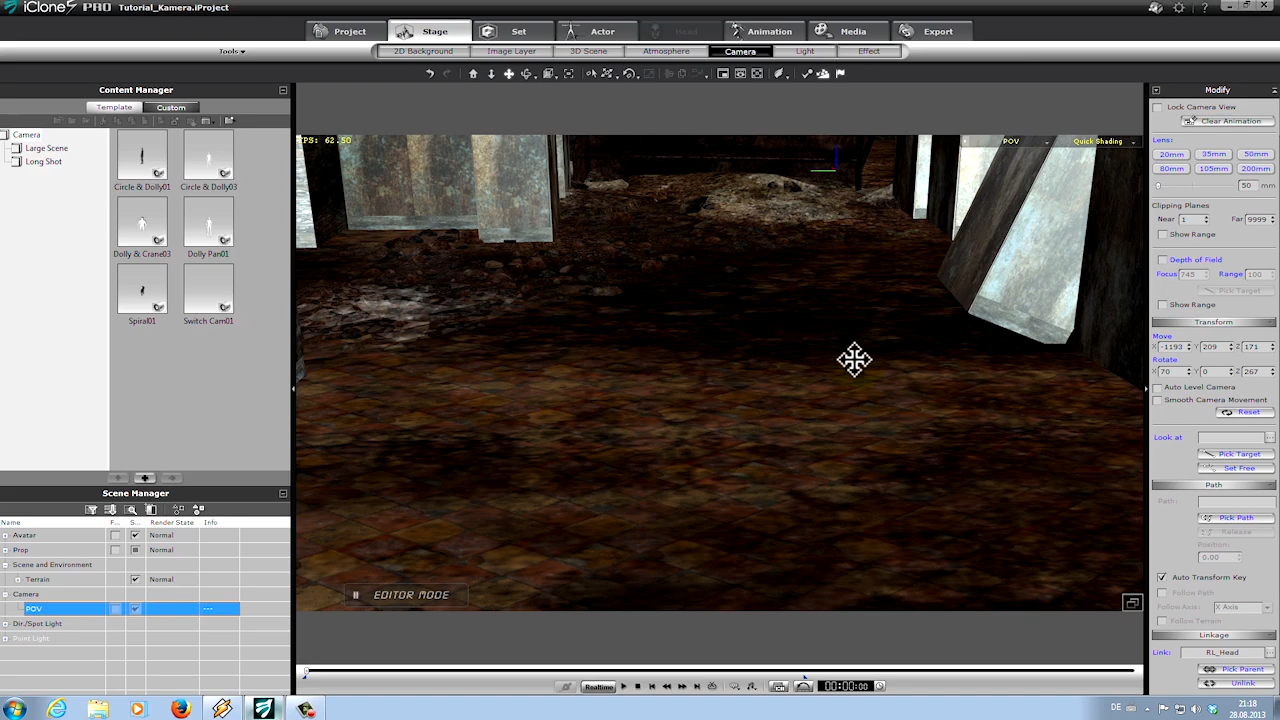 iClone5 PRO Tutorial_Kamera.iProject
Project Stage Set Actor Head Animation Media Export
Tools 2D Background Image Layer 3D Scene Atmosphere Camera Light Effect
Content Manager
Template Custom
Camera
Large Scene
Long Shot
Circle & Dolly01 Circle & Dolly03
Dolly & Crane03 Dolly Pan01
Spiral01 Switch Cam01
Scene Manager
Name F... S... Render State Info
Avatar Normal
Prop Normal
Scene and Environment
Terrain Normal
Camera
POV ---
Dir./Spot Light
Point Light
FPS: 62.50 POV Quick Shading
EDITOR MODE
Realtime 00:00:00
Modify
Lock Camera View
Clear Animation
Lens:
20mm 35mm 50mm
80mm 105mm 200mm
50 mm
Clipping Planes
Near 1 Far 9999
Show Range
Depth of Field
Focus 745 Range: 100
Pick Target
Show Range
Transform
Move
X -1193 Y 209 Z 171
Rotate
X 70 Y 0 Z 267
Auto Level Camera
Smooth Camera Movement
Reset
Look at
Pick Target
Set Free
Path
Path:
Pick Path
Release
Position:
0.00
Auto Transform Key
Follow Path
Follow Axis: X Axis
Follow Terrain
Linkage
Link: RL_Head
Pick Parent
Unlink
DE 21:18
28.08.2013